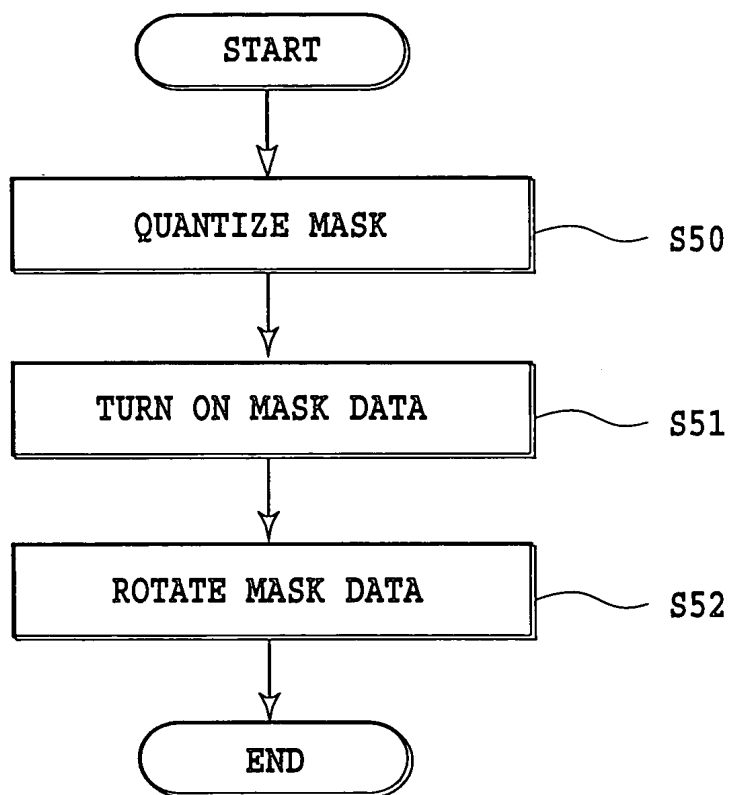 START
QUANTIZE MASK
S50
TURN ON MASK DATA
S51
ROTATE MASK DATA
S52
END